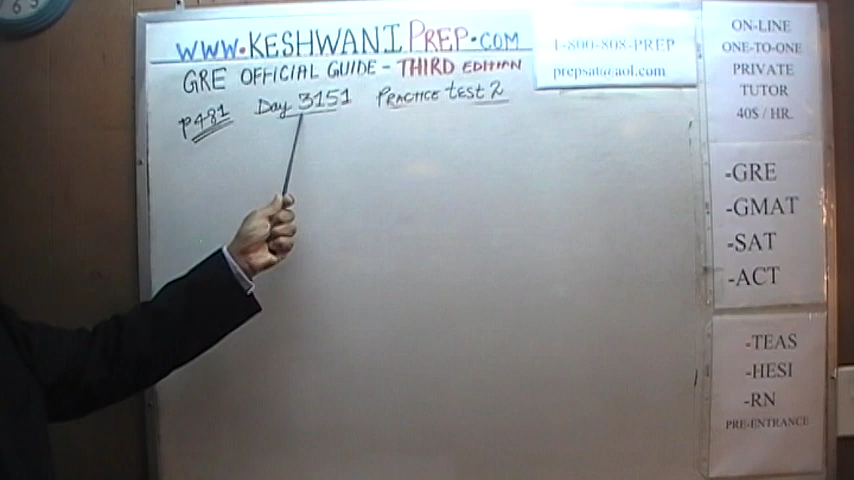 WWW.KESHWANIPREP.COM
GRE OFFICIAL GUIDE - THIRD EDITION
P481 Day 3151 PRACTICE test 2
1-800-808-PREP
prepsat@aol.com
ON-LINE
ONE-TO-ONE
PRIVATE
TUTOR
40$ / HR.
-GRE
-GMAT
-SAT
-ACT
-TEAS
-HESI
-RN
PRE-ENTRANCE